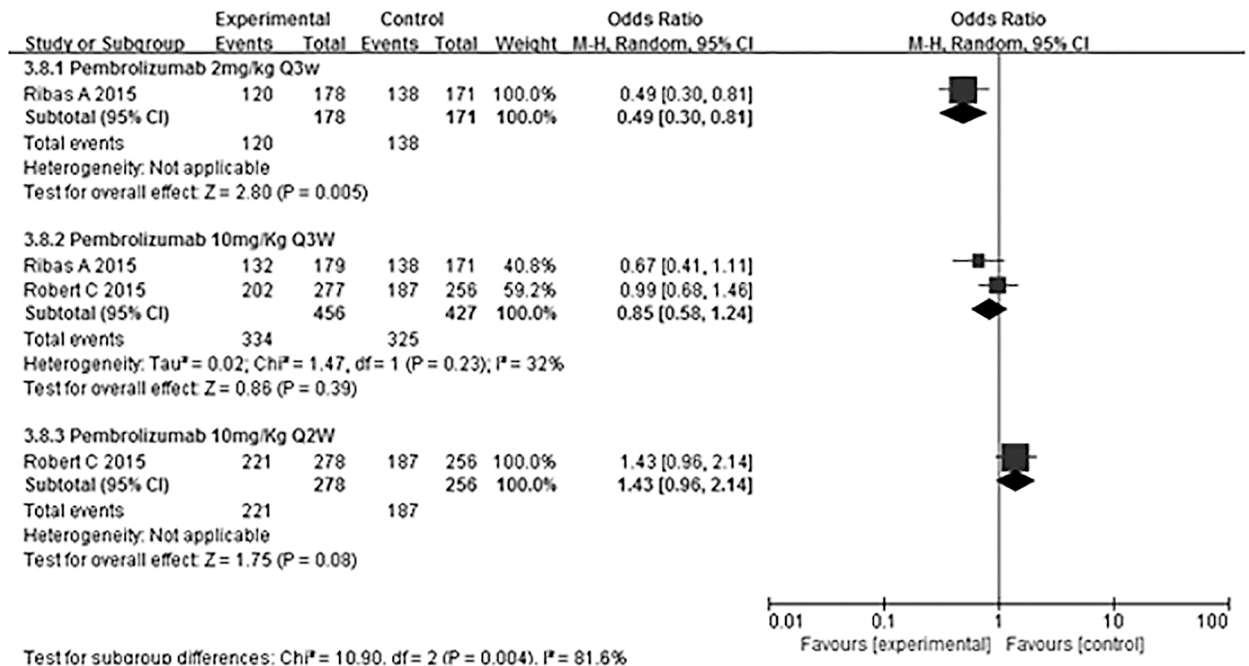 Experimental Control Odds Ratio Odds Ratio
Study or Subgroup Events Total Events Total Weight M-H, Random, 95% CI M-H, Random, 95% CI
3.8.1 Pembrolizumab 2mg/kg Q3w
Ribas A 2015 120 178 138 171 100.0% 0.49 [0.30, 0.81]
Subtotal (95% CI) 178 171 100.0% 0.49 [0.30, 0.81]
Total events 120 138
Heterogeneity: Not applicable
Test for overall effect: Z = 2.80 (P = 0.005)
3.8.2 Pembrolizumab 10mg/Kg Q3W
Ribas A 2015 132 179 138 171 40.8% 0.67 [0.41, 1.11]
Robert C 2015 202 277 187 256 59.2% 0.99 [0.68, 1.46]
Subtotal (95% CI) 456 427 100.0% 0.85 [0.58, 1.24]
Total events 334 325
Heterogeneity: Tau² = 0.02; Chi² = 1.47, df = 1 (P = 0.23); I² = 32%
Test for overall effect: Z = 0.86 (P = 0.39)
3.8.3 Pembrolizumab 10mg/Kg Q2W
Robert C 2015 221 278 187 256 100.0% 1.43 [0.96, 2.14]
Subtotal (95% CI) 278 256 100.0% 1.43 [0.96, 2.14]
Total events 221 187
Heterogeneity: Not applicable
Test for overall effect: Z = 1.75 (P = 0.08)
0.01 0.1 1 10 100
Favours [experimental] Favours [control]
Test for subgroup differences: Chi² = 10.90, df = 2 (P = 0.004), I² = 81.6%